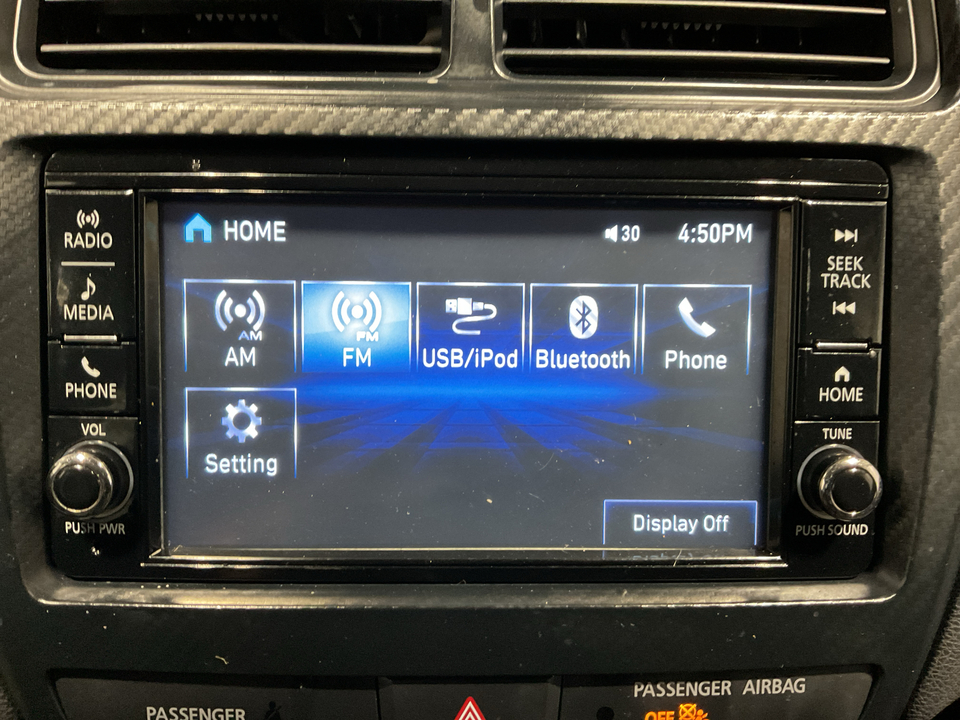 HOME
30
4:50PM
RADIO
MEDIA
PHONE
VOL
PUSH PWR
AM
AM
FM
FM
USB/iPod
Bluetooth
Phone
Setting
Display Off
SEEK
TRACK
HOME
TUNE
PUSH SOUND
PASSENGER
PASSENGER AIRBAG
OFF